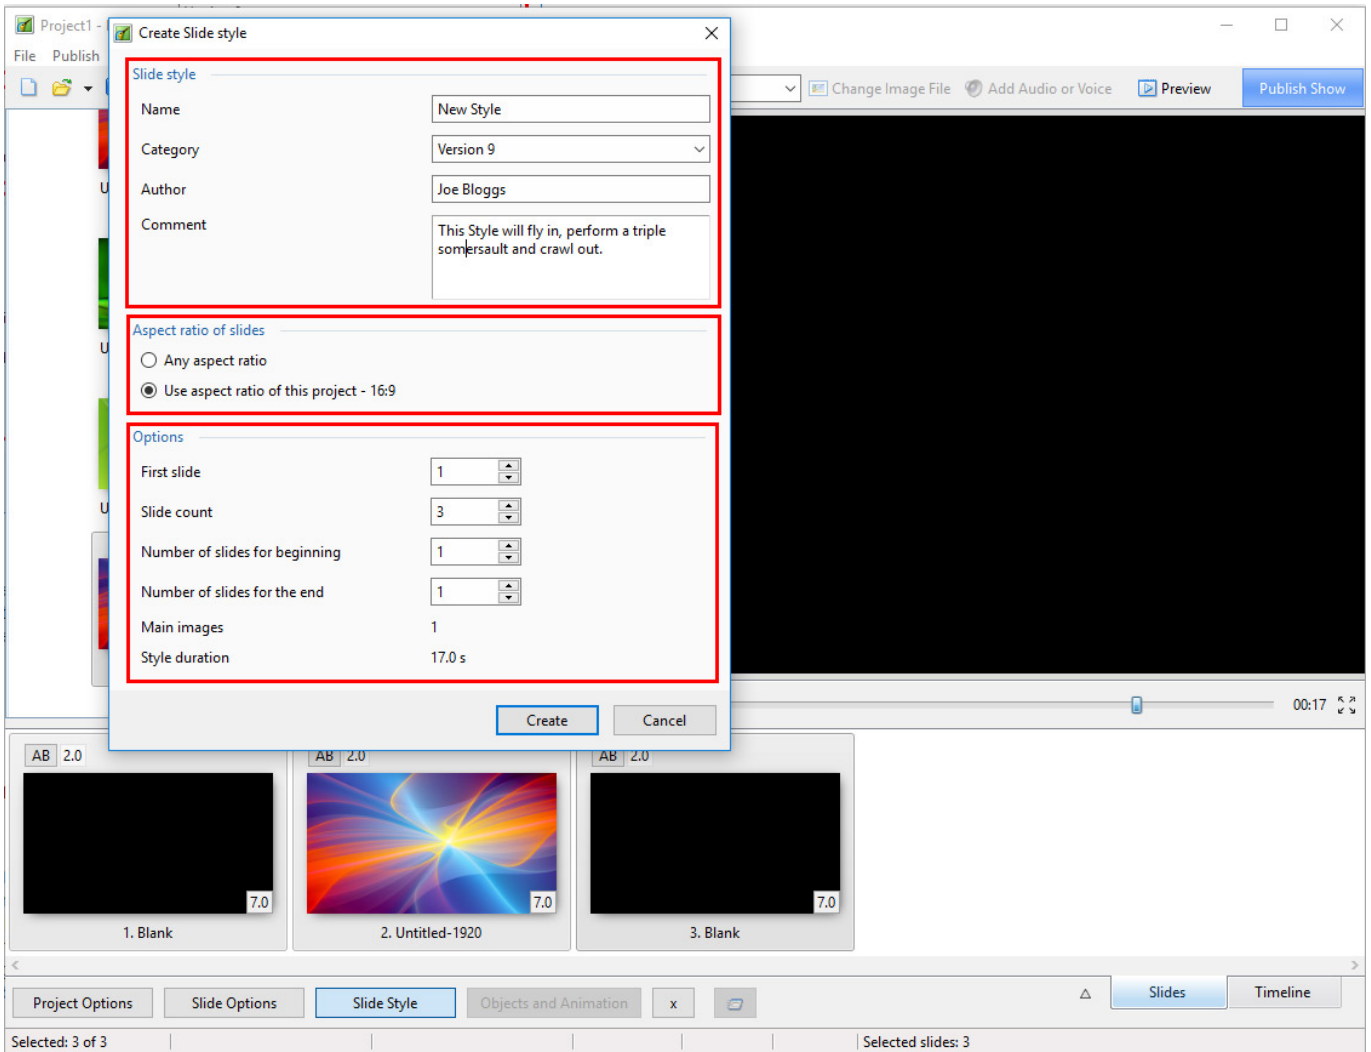 Project1 -
Create Slide style
File Publish
Slide style
Change Image File
Add Audio or Voice
Preview
Publish Show
Name
New Style
Category
Version 9
Author
Joe Bloggs
Comment
This Style will fly in, perform a triple
somersault and crawl out.
Aspect ratio of slides
Any aspect ratio
Use aspect ratio of this project - 16:9
Options
First slide
1
Slide count
3
Number of slides for beginning
1
Number of slides for the end
1
Main images
1
Style duration
17.0 s
00:17
Create
Cancel
AB 2.0
AB 2.0
AB 2.0
7.0
7.0
7.0
1. Blank
2. Untitled-1920
3. Blank
Project Options
Slide Options
Slide Style
Objects and Animation
x
Slides
Timeline
Selected: 3 of 3
Selected slides: 3